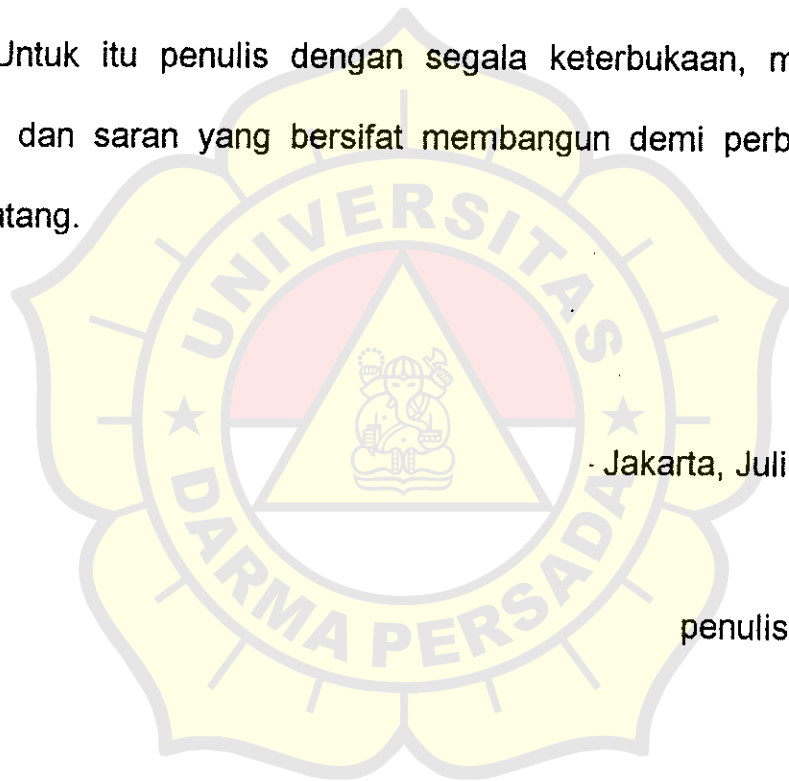 Untuk itu penulis dengan segala keterbukaan, m
dan saran yang bersifat membangun demi perb
atang.
UNIVERSITAS
DARMA PERSADA
Jakarta, Juli
penulis